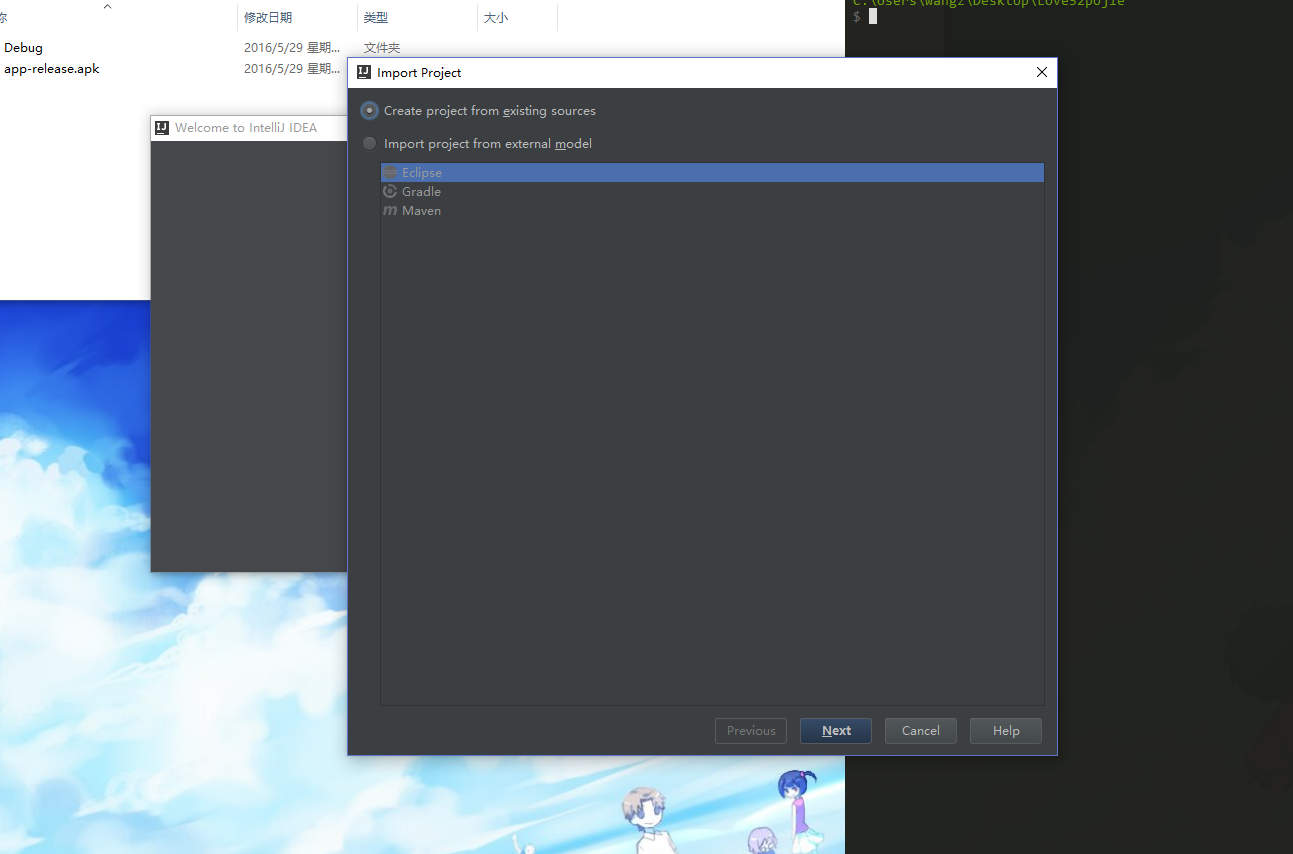 修改日期 类型 大小
Debug 2016/5/29 星期... 文件夹
app-release.apk 2016/5/29 星期...
C:\Users\wangz\Desktop\Love52pojie
$
Welcome to IntelliJ IDEA
Import Project
Create project from existing sources
Import project from external model
Eclipse
Gradle
Maven
Previous Next Cancel Help